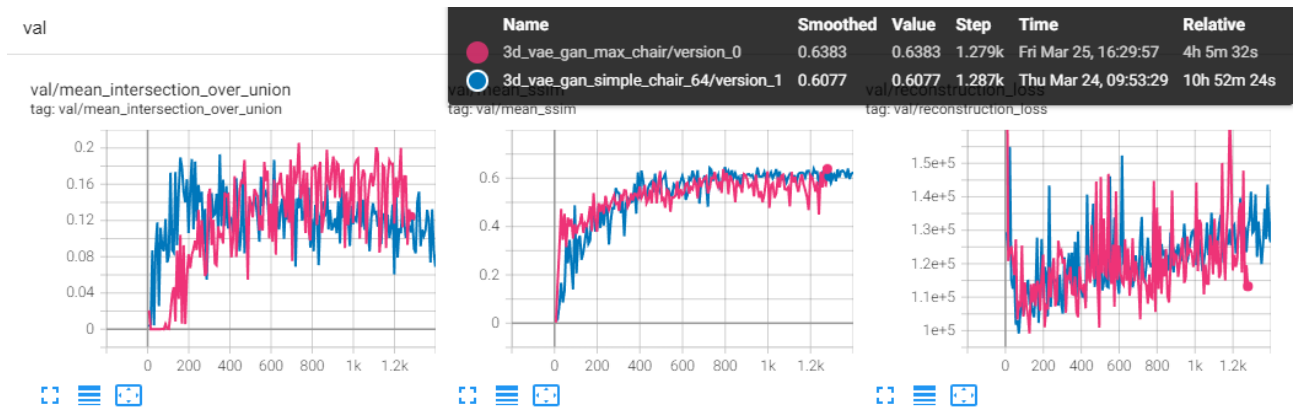 val
Name Smoothed Value Step Time Relative
3d_vae_gan_max_chair/version_0 0.6383 0.6383 1.279k Fri Mar 25, 16:29:57 4h 5m 32s
3d_vae_gan_simple_chair_64/version_1 0.6077 0.6077 1.287k Thu Mar 24, 09:53:29 10h 52m 24s
val/mean_intersection_over_union
tag: val/mean_intersection_over_union
0.2
0.16
0.12
0.08
0.04
0
0 200 400 600 800 1k 1.2k
val/mean_ssim
tag: val/mean_ssim
0.6
0.4
0.2
0
0 200 400 600 800 1k 1.2k
val/reconstruction_loss
tag: val/reconstruction_loss
1.5e+5
1.4e+5
1.3e+5
1.2e+5
1.1e+5
1e+5
0 200 400 600 800 1k 1.2k